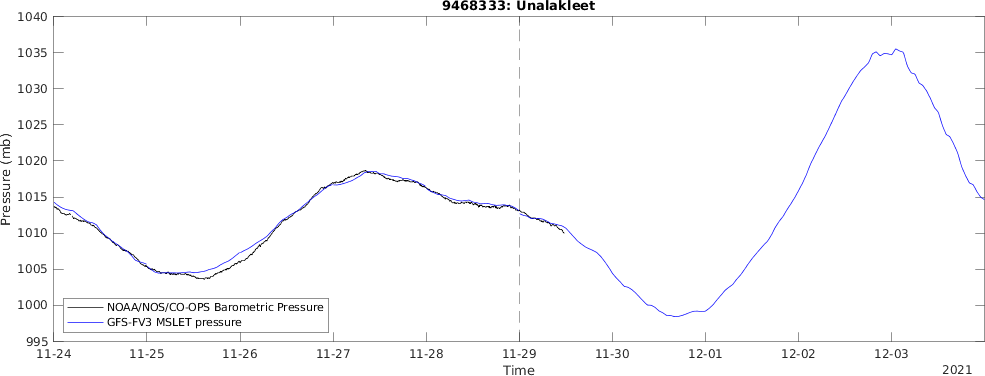 9468333: Unalakleet
1040
1035
1030
1025
1020
1015
1010
1005
1000
995
Pressure (mb)
NOAA/NOS/CO-OPS Barometric Pressure
GFS-FV3 MSLET pressure
11-24 11-25 11-26 11-27 11-28 11-29 11-30 12-01 12-02 12-03
Time
2021